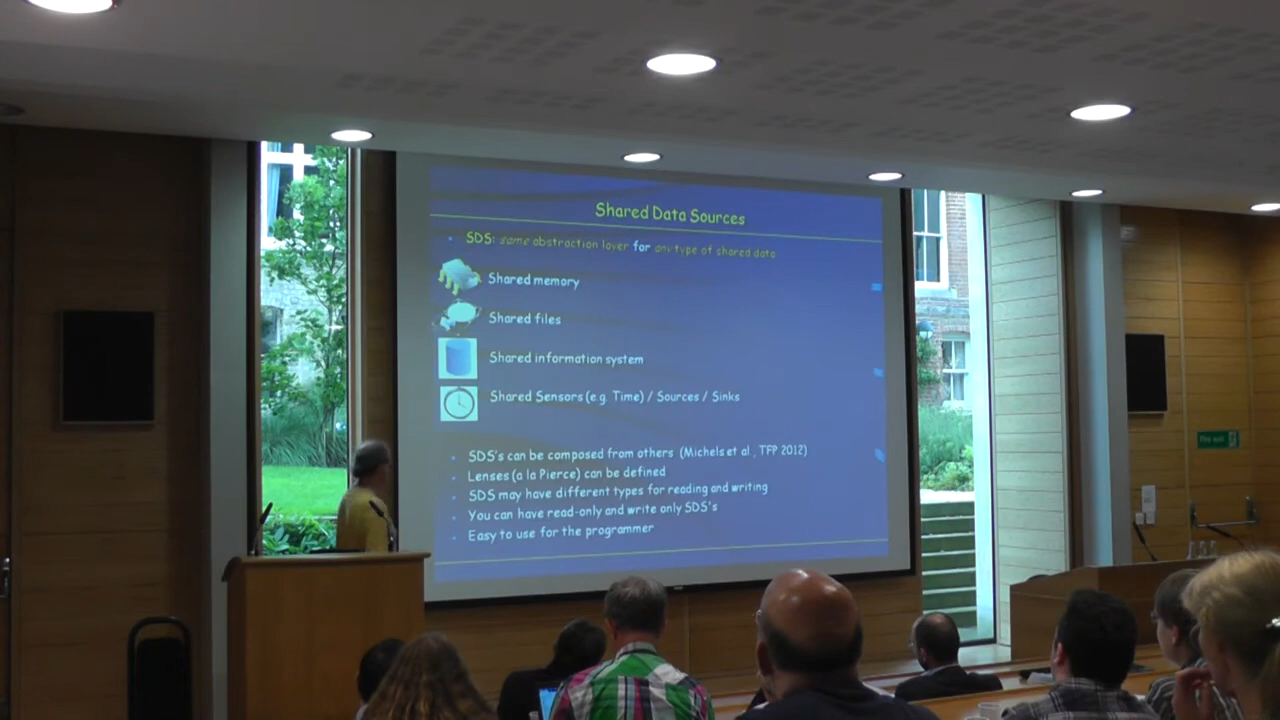 Shared Data Sources
SDS: same abstraction layer for any type of shared data
Shared memory
Shared files
Shared information system
Shared Sensors (e.g. Time) / Sources / Sinks
SDS's can be composed from others (Michels et al., TFP 2012)
Lenses (a la Pierce) can be defined
SDS may have different types for reading and writing
You can have read-only and write only SDS's
Easy to use for the programmer